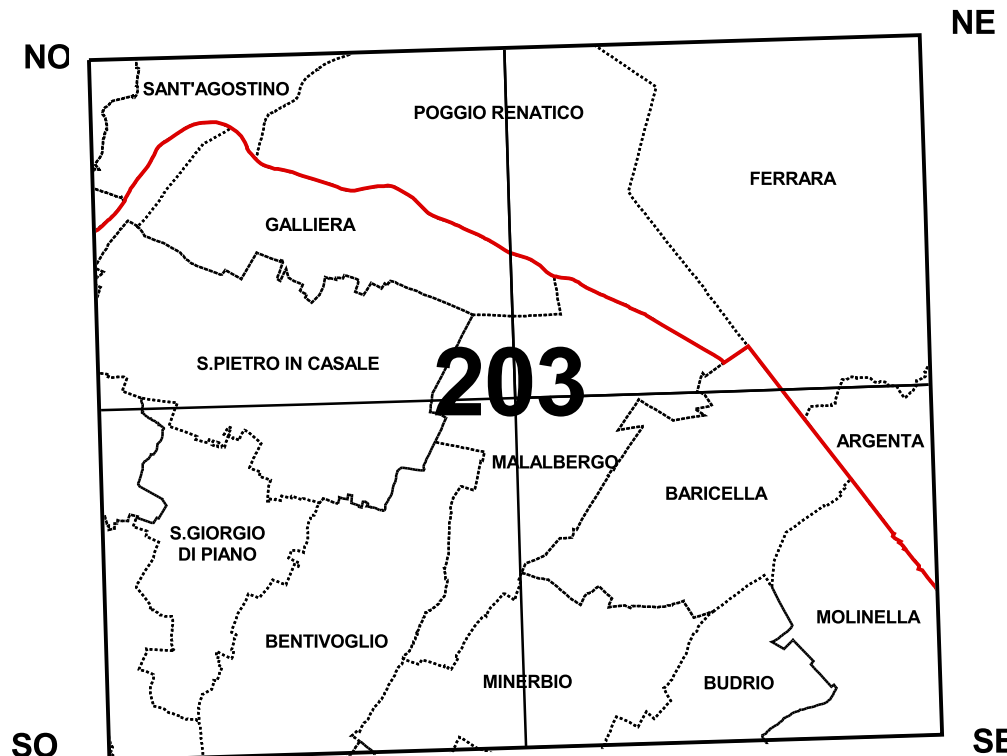 NE
NO
SANT'AGOSTINO
POGGIO RENATICO
FERRARA
GALLIERA
S.PIETRO IN CASALE
203
ARGENTA
MALALBERGO
BARICELLA
S.GIORGIO
DI PIANO
MOLINELLA
BENTIVOGLIO
MINERBIO
BUDRIO
SO
SE